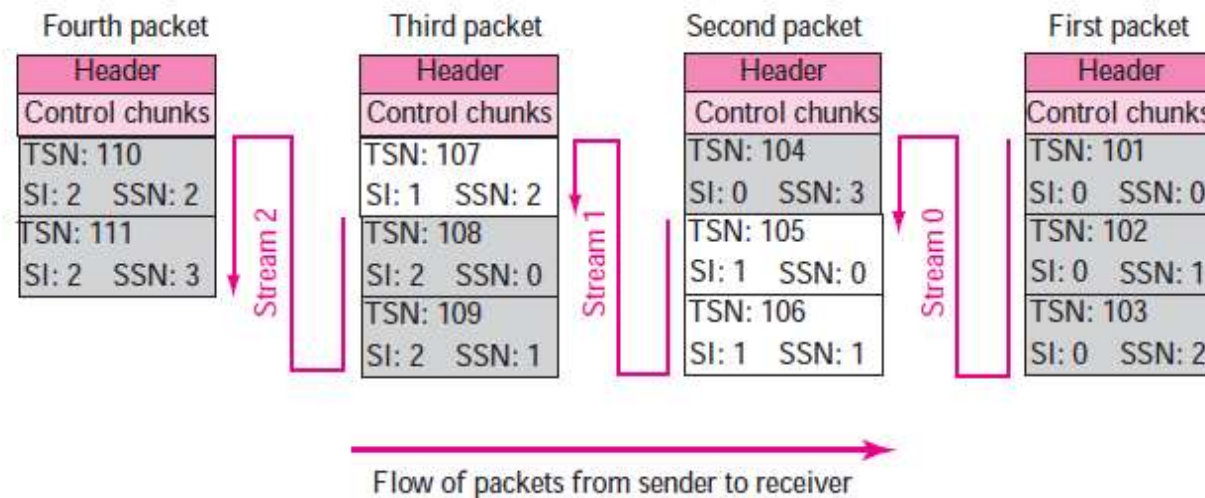 Fourth packet
Header
Control chunks
TSN: 110
SI: 2 SSN: 2
TSN: 111
SI: 2 SSN: 3
Stream 2
Third packet
Header
Control chunks
TSN: 107
SI: 1 SSN: 2
TSN: 108
SI: 2 SSN: 0
TSN: 109
SI: 2 SSN: 1
Stream 1
Second packet
Header
Control chunks
TSN: 104
SI: 0 SSN: 3
TSN: 105
SI: 1 SSN: 0
TSN: 106
SI: 1 SSN: 1
Stream 0
First packet
Header
Control chunks
TSN: 101
SI: 0 SSN: 0
TSN: 102
SI: 0 SSN: 1
TSN: 103
SI: 0 SSN: 2
Flow of packets from sender to receiver